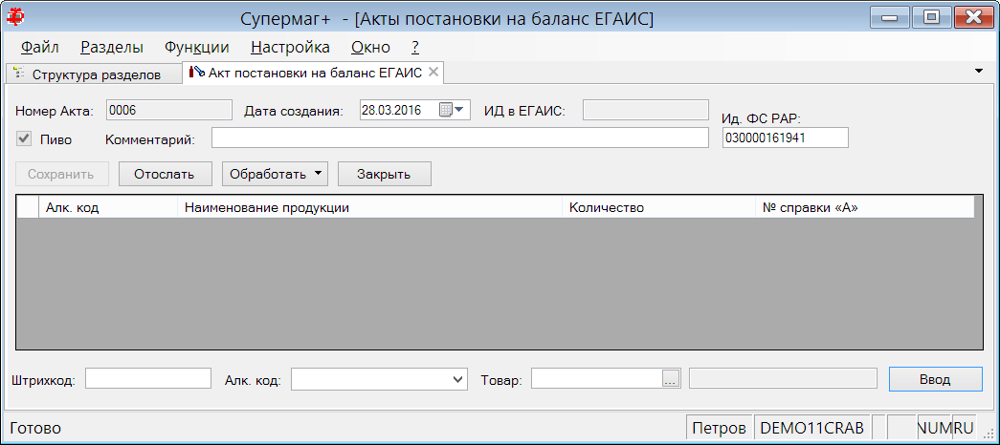 Супермаг+ - [Акты постановки на баланс ЕГАИС]
Файл Разделы Функции Настройка Окно ?
Структура разделов Акт постановки на баланс ЕГАИС
Номер Акта: 0006 Дата создания: 28.03.2016 ИД в ЕГАИС: Ид. ФС РАР:
Пиво Комментарий: 030000161941
Сохранить Отослать Обработать Закрыть
Алк. код Наименование продукции Количество № справки «А»
Штрихкод: Алк. код: Товар: ... Ввод
Готово Петров DEMO11CRAB NUM RU